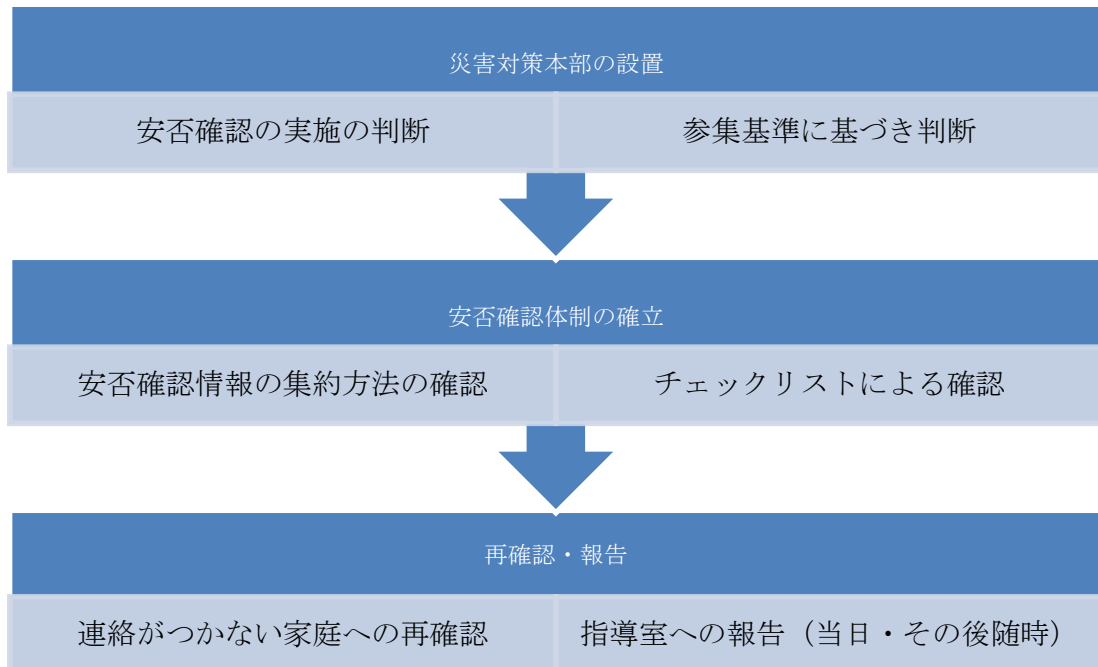 災害対策本部の設置
安否確認の実施の判断
参集基準に基づき判断
安否確認体制の確立
安否確認情報の集約方法の確認
チェックリストによる確認
再確認・報告
連絡がつかない家庭への再確認
指導室への報告（当日・その後随時）